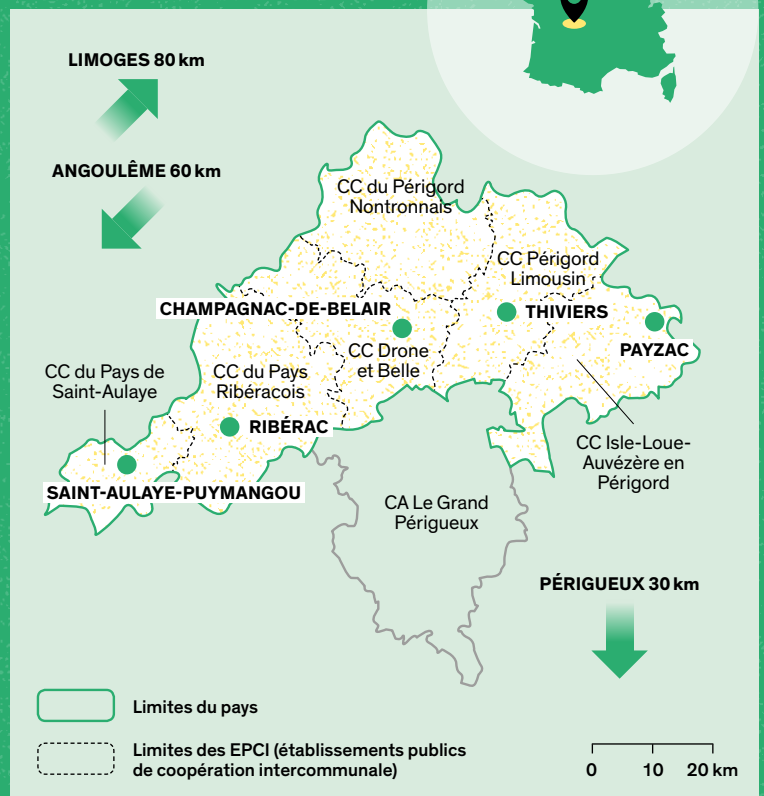 LIMOGES 80 km
ANGOULÊME 60 km
CC du Périgord
Nontronnais
CC Périgord
Limousin
CHAMPAGNAC-DE-BELAIR
THIVIERS
PAYZAC
CC Drone
et Belle
CC du Pays de
Saint-Aulaye
CC du Pays
Ribéracois
RIBÉRAC
CC Isle-Loue-
Auvézère en
Périgord
SAINT-AULAYE-PUYMANGOU
CA Le Grand
Périgueux
PÉRIGUEUX 30 km
Limites du pays
Limites des EPCI (établissements publics
de coopération intercommunale)
0 10 20 km